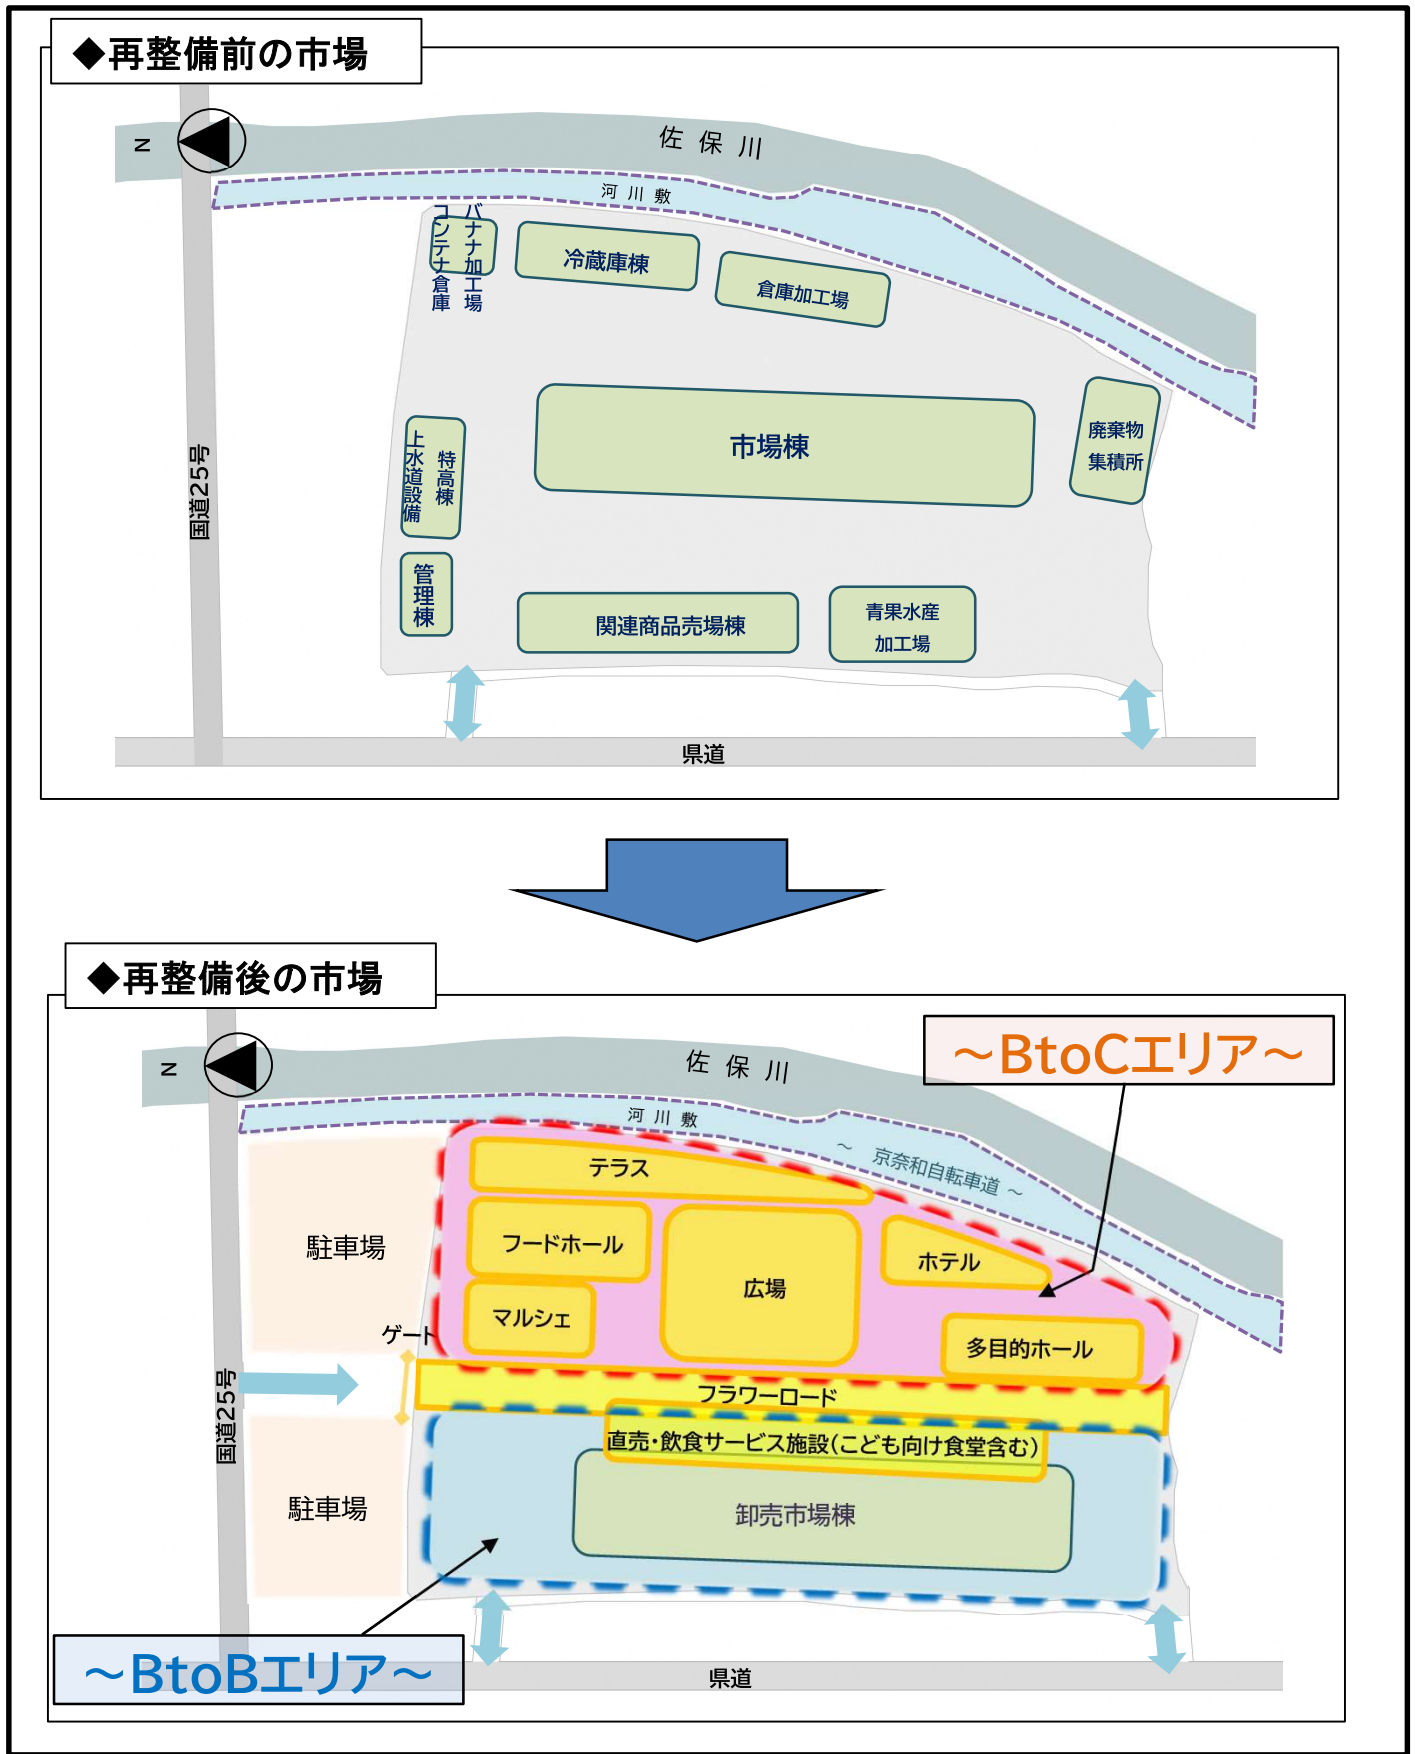 ◆再整備前の市場
N
佐保川
河川敷
バナナ加工場
コンテナ倉庫
冷蔵庫棟
倉庫加工場
市場棟
廃棄物
集積所
特高棟
上水道設備
国道25号
管理棟
関連商品売場棟
青果水産
加工場
県道
◆再整備後の市場
～BtoCエリア～
N
佐保川
河川敷
～ 京奈和自転車道 ～
テラス
駐車場
フードホール
広場
ホテル
マルシェ
ゲート
多目的ホール
国道25号
フラワーロード
直売・飲食サービス施設(こども向け食堂含む)
駐車場
卸売市場棟
～BtoBエリア～
県道